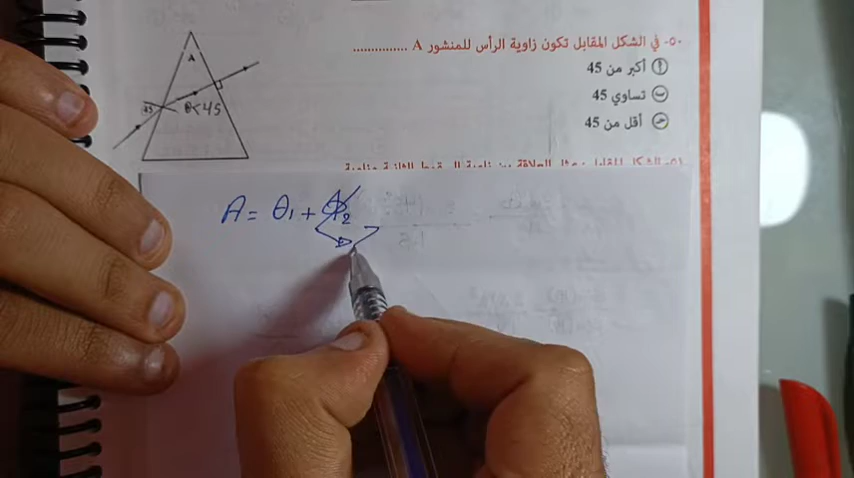 ٥٠- في الشكل المقابل تكون زاوية الرأس للمنشور A ...............
أ أكبر من 45
ب تساوي 45
جـ أقل من 45
A
45
θ<45
A = θ1 + ϕ2